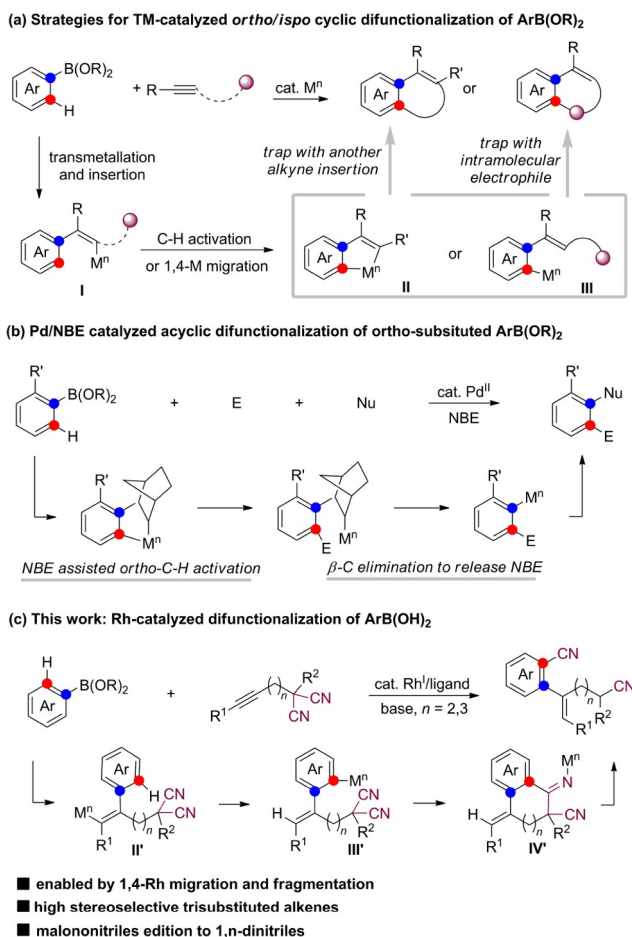 (a) Strategies for TM-catalyzed ortho/ispo cyclic difunctionalization of ArB(OR)2
B(OR)2
Ar
H
+ R
cat. Mⁿ
R
R'
Ar
or
R
Ar
transmetallation
and insertion
trap with another
alkyne insertion
trap with
intramolecular
electrophile
R
Ar
Mⁿ
I
C-H activation
or 1,4-M migration
R
R'
Ar
Mⁿ
II
or
R
Ar
Mⁿ
III
(b) Pd/NBE catalyzed acyclic difunctionalization of ortho-subsituted ArB(OR)2
R'
B(OR)2
H
+ E + Nu
cat. Pdᴵᴵ
NBE
R'
Nu
E
R'
Mⁿ
R'
E
Mⁿ
R'
Mⁿ
E
NBE assisted ortho-C-H activation
β-C elimination to release NBE
(c) This work: Rh-catalyzed difunctionalization of ArB(OH)2
H
B(OR)2
Ar
+
R¹
( )n
R²
CN
CN
cat. Rhᴵ/ligand
base, n = 2,3
CN
Ar
( )n
CN
R¹
R²
Ar
H
Mⁿ
CN
CN
( )n
R²
R¹
II'
Ar
Mⁿ
H
CN
CN
( )n
R²
R¹
III'
Mⁿ
N
Ar
CN
H
( )n
R²
R¹
IV'
■ enabled by 1,4-Rh migration and fragmentation
■ high stereoselective trisubstituted alkenes
■ malononitriles edition to 1,n-dinitriles